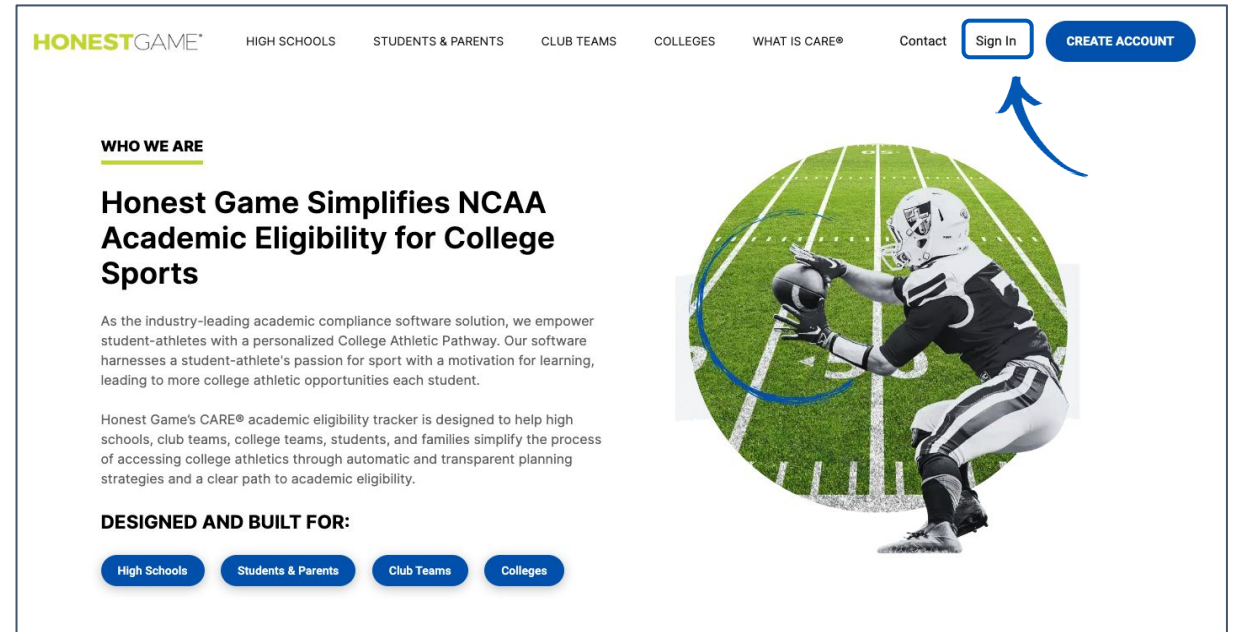 HONESTGAME®
HIGH SCHOOLS
STUDENTS & PARENTS
CLUB TEAMS
COLLEGES
WHAT IS CARE®
Contact
Sign In
CREATE ACCOUNT
WHO WE ARE
Honest Game Simplifies NCAA
Academic Eligibility for College
Sports
As the industry-leading academic compliance software solution, we empower
student-athletes with a personalized College Athletic Pathway. Our software
harnesses a student-athlete's passion for sport with a motivation for learning,
leading to more college athletic opportunities each student.
Honest Game's CARE® academic eligibility tracker is designed to help high
schools, club teams, college teams, students, and families simplify the process
of accessing college athletics through automatic and transparent planning
strategies and a clear path to academic eligibility.
DESIGNED AND BUILT FOR:
High Schools
Students & Parents
Club Teams
Colleges